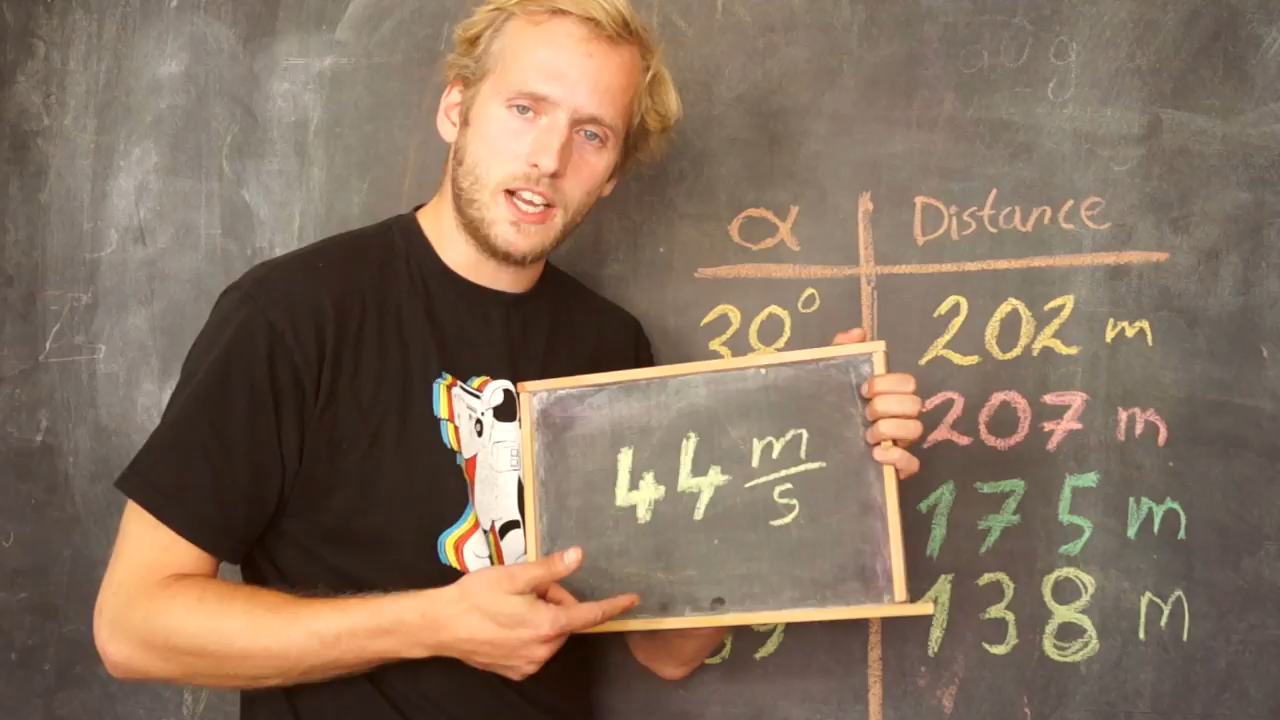 α Distance
30° 202 m
207 m
175 m
138 m
44 m/s